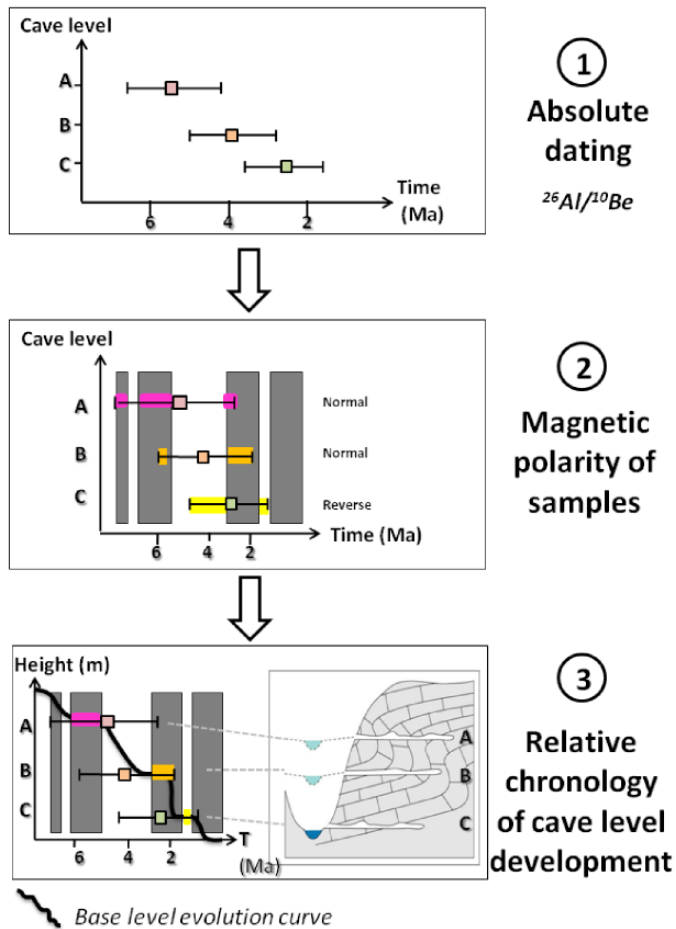 Cave level
A
B
C
Time
(Ma)
6
4
2
1
Absolute
dating
²⁶Al/¹⁰Be
Cave level
A
Normal
B
Normal
C
Reverse
Time (Ma)
6
4
2
2
Magnetic
polarity of
samples
Height (m)
A
B
C
T
(Ma)
6
4
2
A
B
C
3
Relative
chronology
of cave level
development
Base level evolution curve